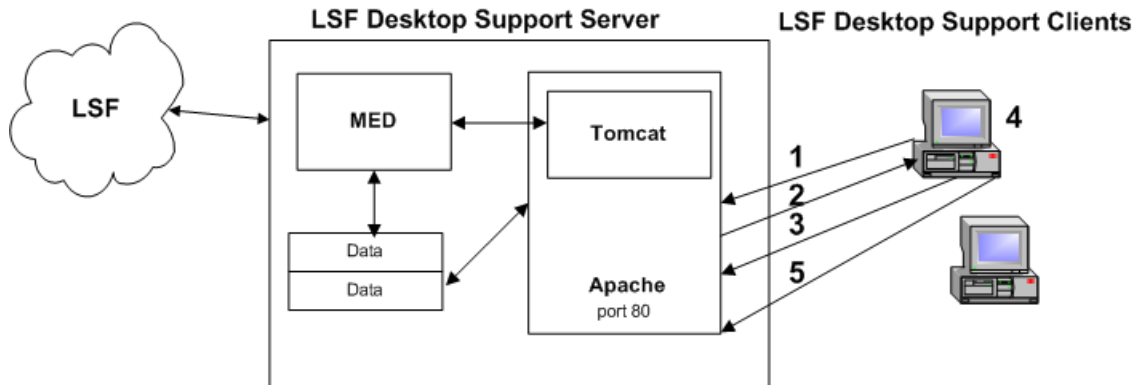 LSF Desktop Support Server
LSF Desktop Support Clients
LSF
MED
Tomcat
4
1
2
3
5
Data
Data
Apache
port 80